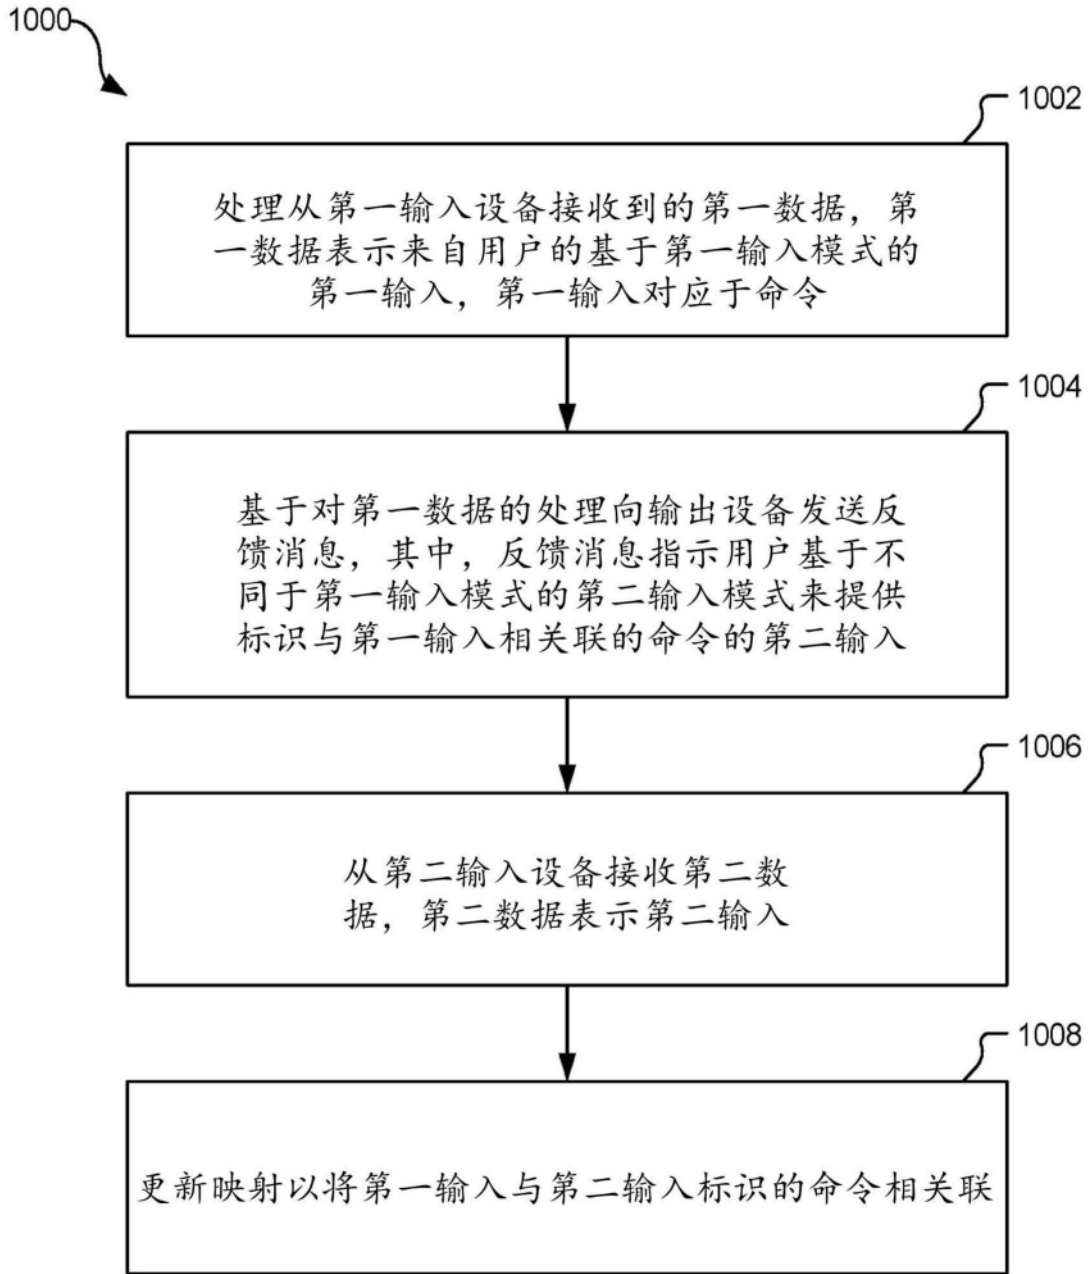 1000
1002
处理从第一输入设备接收到的第一数据，第
一数据表示来自用户的基于第一输入模式的
第一输入，第一输入对应于命令
1004
基于对第一数据的处理向输出设备发送反
馈消息，其中，反馈消息指示用户基于不
同于第一输入模式的第二输入模式来提供
标识与第一输入相关联的命令的第二输入
1006
从第二输入设备接收第二数
据，第二数据表示第二输入
1008
更新映射以将第一输入与第二输入标识的命令相关联